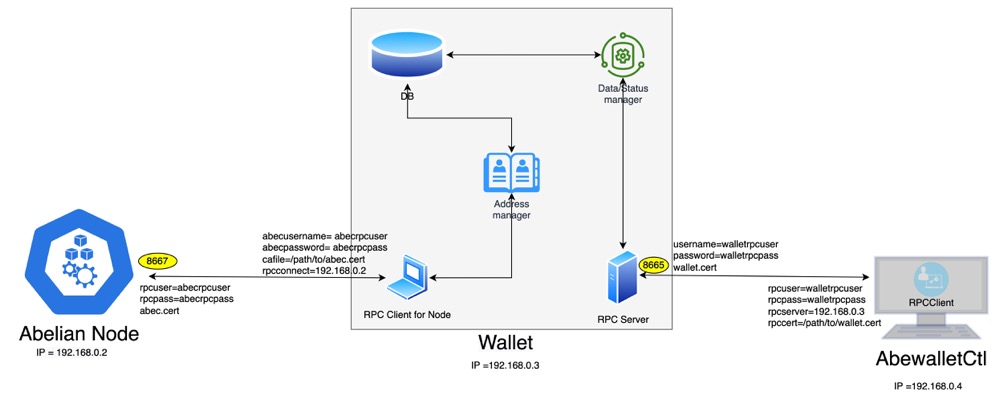 DB
Data/Status
manager
Address
manager
8667
rpcuser=abecrpcuser
rpcpass=abecrpcpass
abec.cert
Abelian Node
IP = 192.168.0.2
abecusername= abecrpcuser
abecpassword= abecrpcpass
cafile=/path/to/abec.cert
rpcconnect=192.168.0.2
RPC Client for Node
RPC Server
Wallet
IP =192.168.0.3
8665
username=walletrpcuser
password=walletrpcpass
wallet.cert
rpcuser=walletrpcuser
rpcpass=walletrpcpass
rpcserver=192.168.0.3
rpccert=/path/to/wallet.cert
RPCClient
AbewalletCtl
IP =192.168.0.4